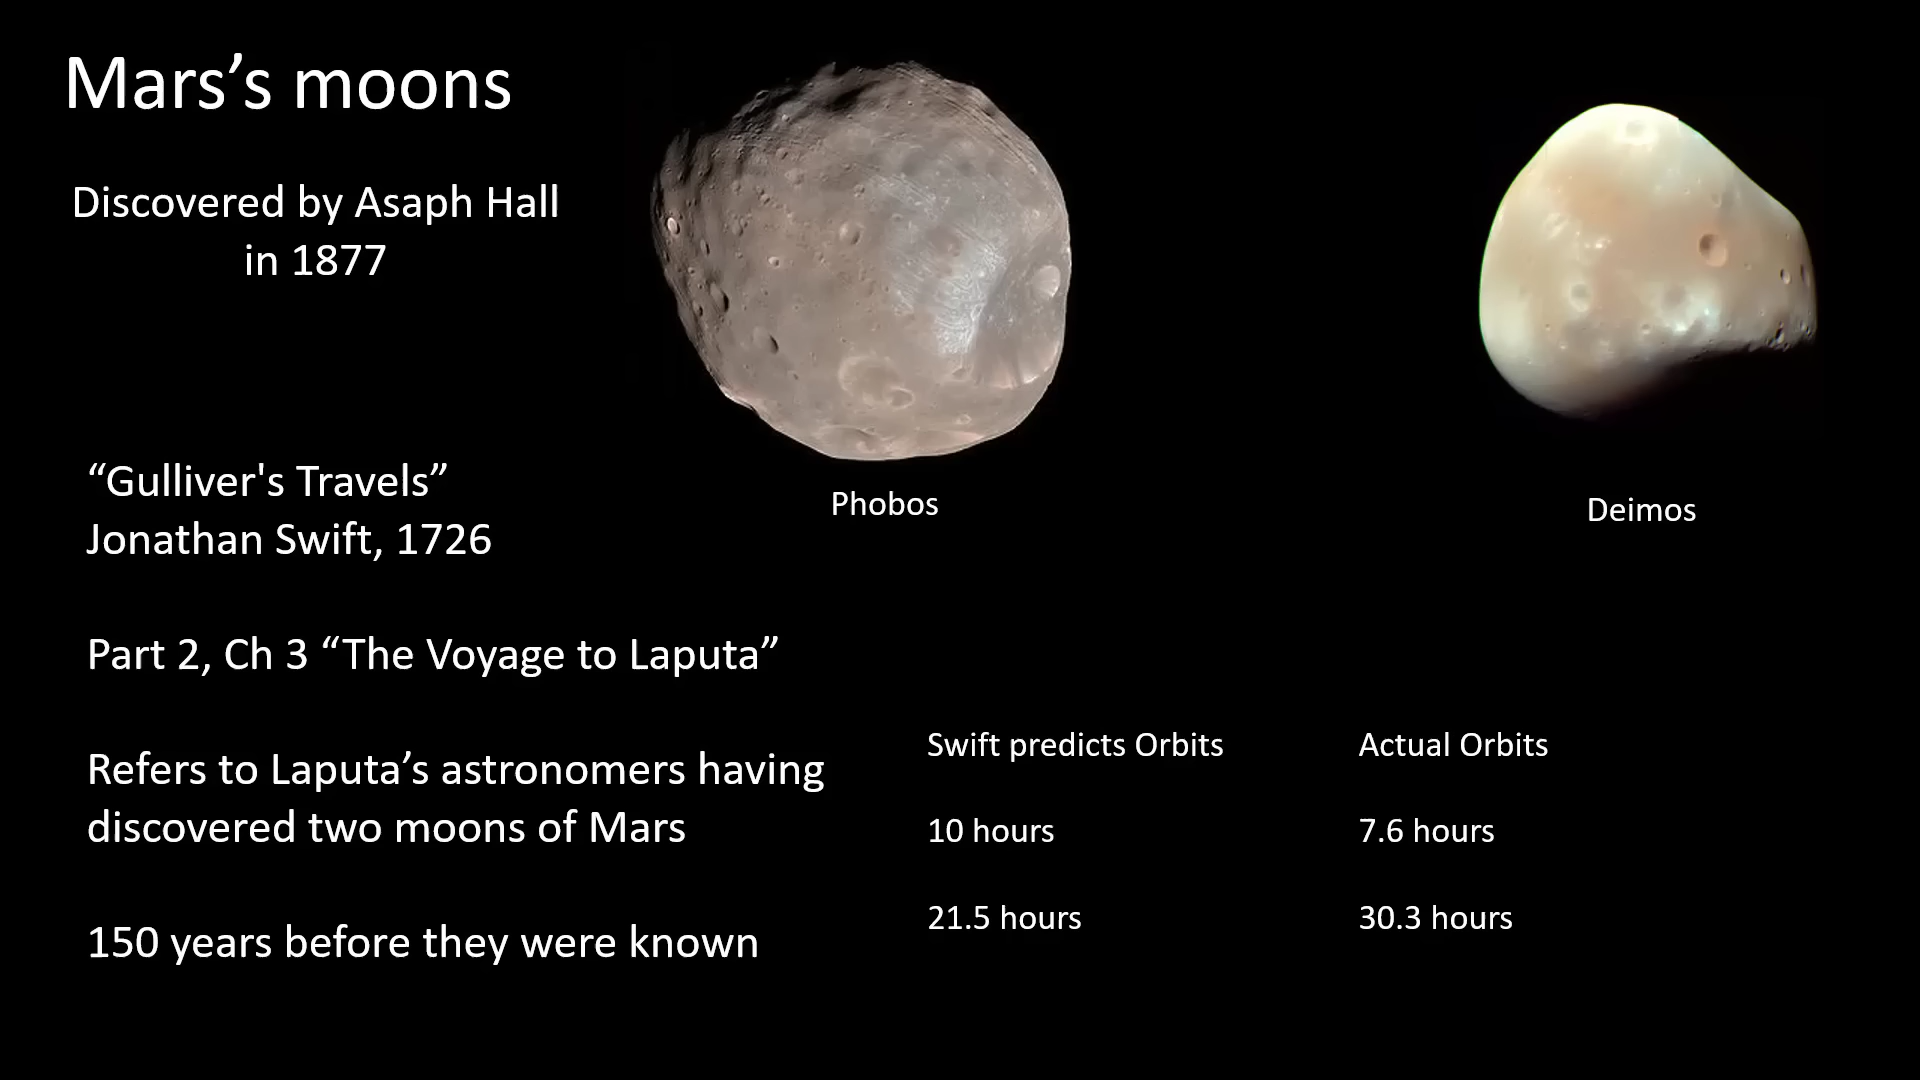 Mars’s moons
Discovered by Asaph Hall
in 1877
“Gulliver's Travels”
Jonathan Swift, 1726
Phobos
Deimos
Part 2, Ch 3 “The Voyage to Laputa”
Refers to Laputa’s astronomers having
discovered two moons of Mars
150 years before they were known
Swift predicts Orbits
Actual Orbits
10 hours
7.6 hours
21.5 hours
30.3 hours